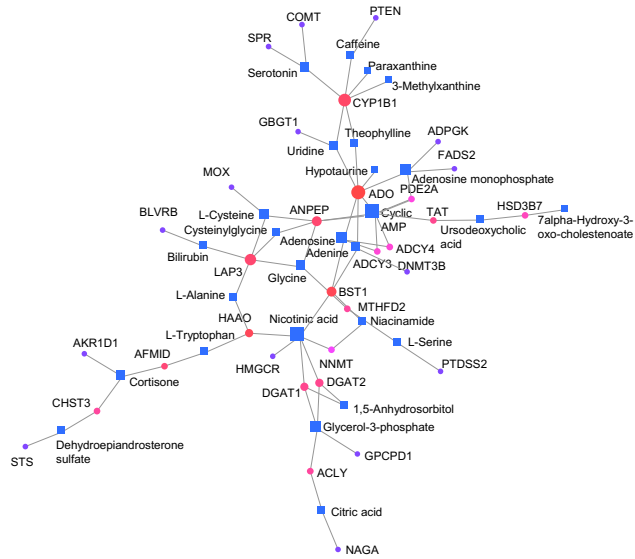 COMT
PTEN
SPR
Caffeine
Serotonin
Paraxanthine
3-Methylxanthine
CYP1B1
GBGT1
Theophylline
ADPGK
Uridine
FADS2
Hypotaurine
Adenosine monophosphate
MOX
ADO
PDE2A
HSD3B7
ANPEP
Cyclic
AMP
TAT
L-Cysteine
BLVRB
Cysteinylglycine
Ursodeoxycholic
acid
7alpha-Hydroxy-3-
oxo-cholestenoate
Adenosine
Adenine
ADCY4
Bilirubin
ADCY3
DNMT3B
LAP3
Glycine
BST1
L-Alanine
MTHFD2
HAAO
Nicotinic acid
Niacinamide
L-Tryptophan
AKR1D1
L-Serine
AFMID
HMGCR
NNMT
PTDSS2
Cortisone
DGAT2
DGAT1
CHST3
1,5-Anhydrosorbitol
Glycerol-3-phosphate
Dehydroepiandrosterone
sulfate
STS
GPCPD1
ACLY
Citric acid
NAGA